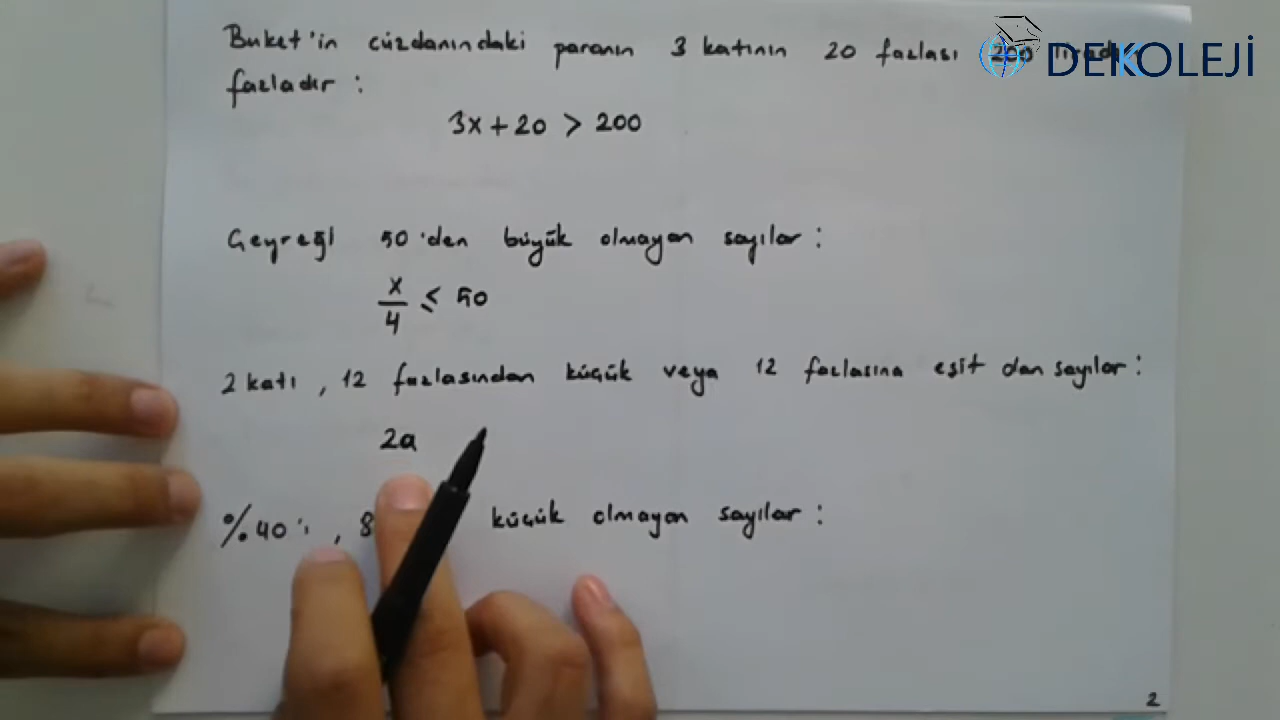 Buket'in cüzdanındaki paranın 3 katının 20 fazlası 200
DEKOLEJİ
fazladır :
3x + 20 > 200
Çeyreği 50'den büyük olmayan sayılar :
x/4 ≤ 50
2 katı , 12 fazlasından küçük veya 12 fazlasına eşit olan sayılar :
2a
%40'ı , 8 küçük olmayan sayılar :
2